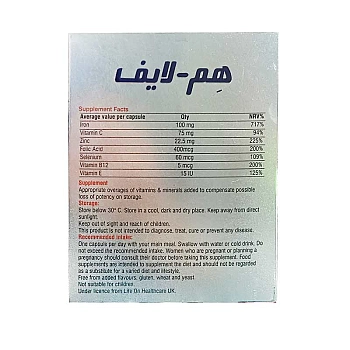 هِم-لايف
Supplement Facts
Average value per capsule Qty NRV%
Iron 100 mg 717%
Vitamin C 75 mg 94%
Zinc 22.5 mg 225%
Folic Acid 400mcg 200%
Selenium 60 mcg 109%
Vitamin B12 5 mcg 200%
Vitamin E 15 IU 125%
Supplement
Appropriate overages of vitamins & minerals added to compensate possible
loss of potency on storage.
Storage:
Store below 30° C. Store in a cool, dark and dry place. Keep away from direct
sunlight.
Keep out of sight and reach of children.
This product is not intended to diagnose, treat, cure or prevent any disease.
Recommended intake:
One capsule per day with your main meal. Swallow with water or cold drink. Do
not exceed the recommended intake. Women who are pregnant or planning a
pregnancy should consult their doctor before taking this supplement. Food
supplements are intended to supplement the diet and should not be regarded
as a substitute for a varied diet and lifestyle.
Free from added flavours, gluten, wheat and yeast.
Not suitable for children.
Under licence from Life On Healthcare UK.